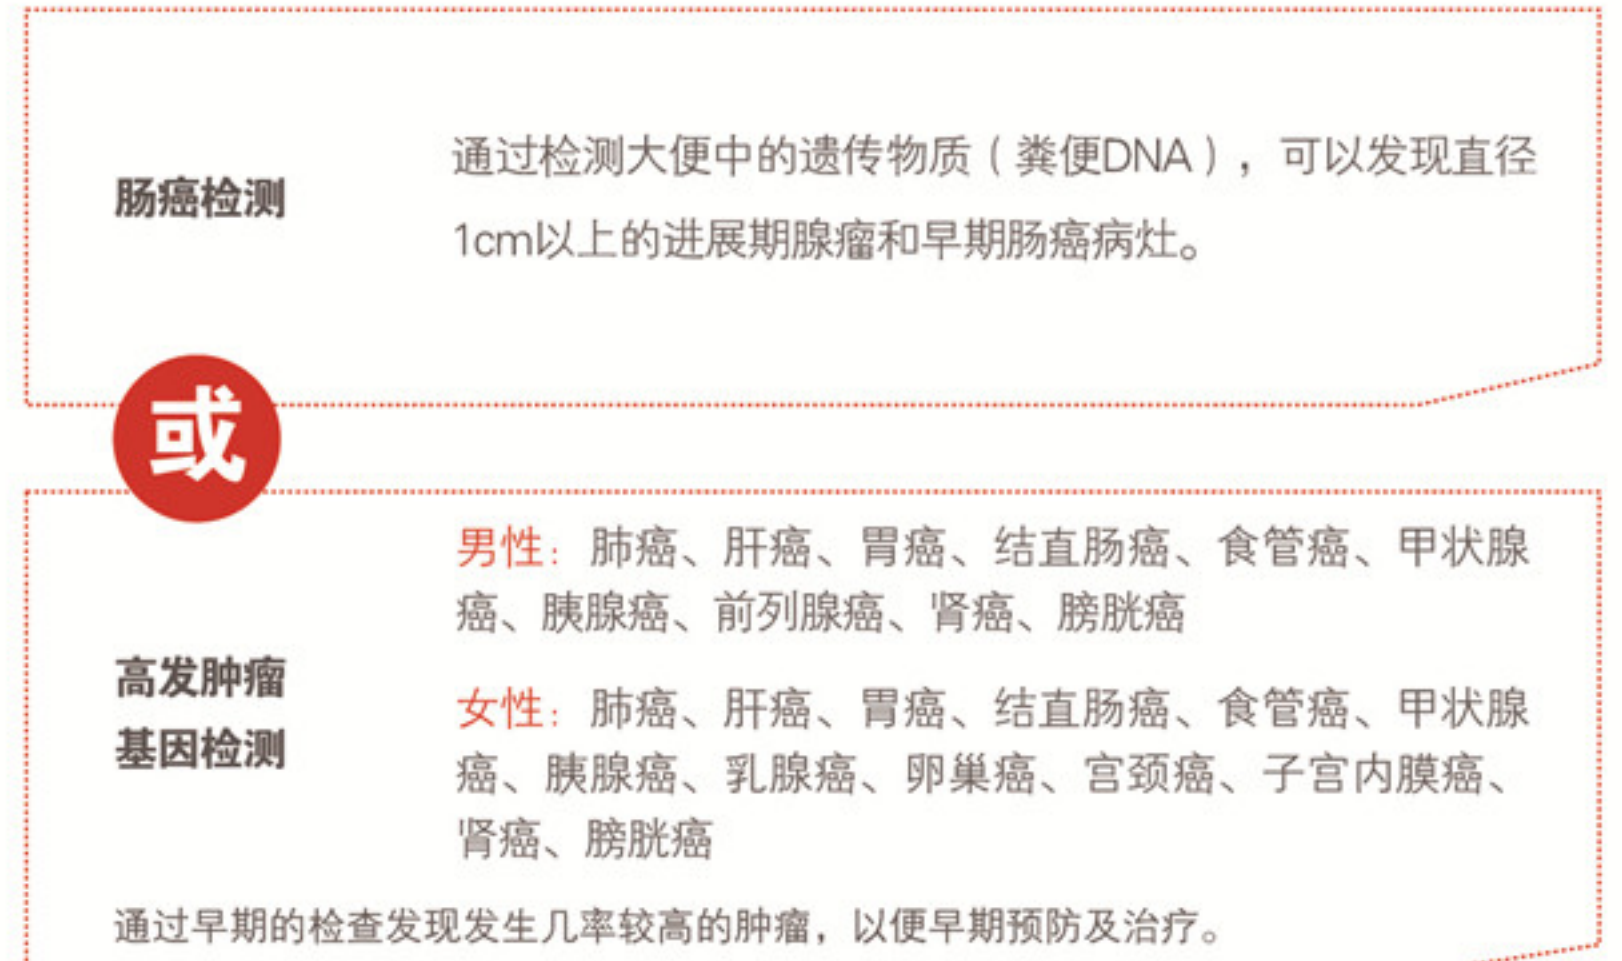 肠癌检测
通过检测大便中的遗传物质（粪便DNA），可以发现直径
1cm以上的进展期腺瘤和早期肠癌病灶。
或
高发肿瘤
基因检测
男性：肺癌、肝癌、胃癌、结直肠癌、食管癌、甲状腺
癌、胰腺癌、前列腺癌、肾癌、膀胱癌
女性：肺癌、肝癌、胃癌、结直肠癌、食管癌、甲状腺
癌、胰腺癌、乳腺癌、卵巢癌、宫颈癌、子宫内膜癌、
肾癌、膀胱癌
通过早期的检查发现发生几率较高的肿瘤，以便早期预防及治疗。